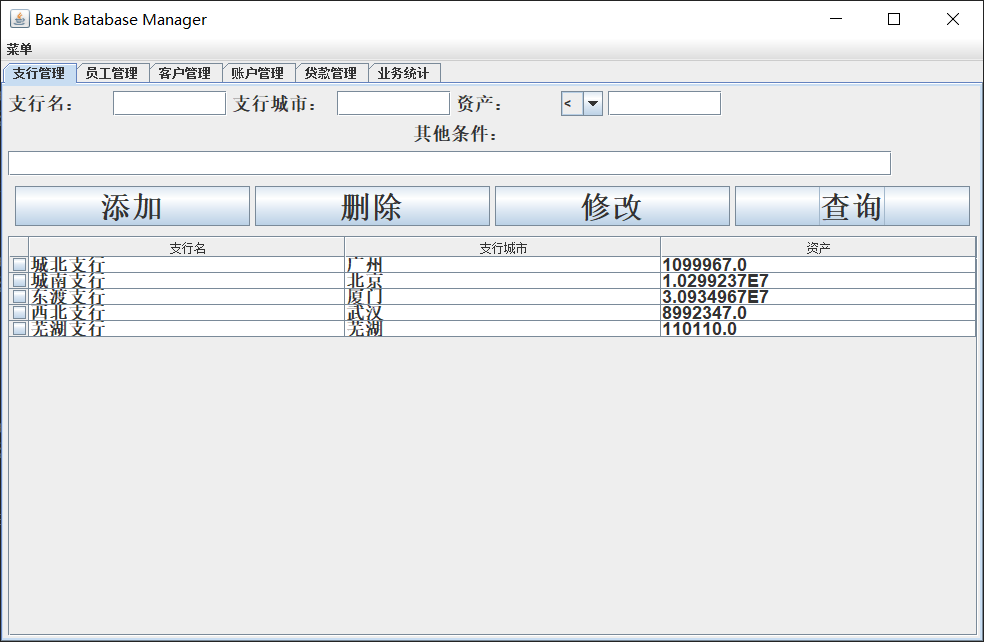 Bank Batabase Manager
菜单
支行管理 员工管理 客户管理 账户管理 贷款管理 业务统计
支行名： 支行城市： 资产： <
其他条件：
添加 删除 修改 查询
支行名 支行城市 资产
城北支行 广州 1099967.0
城南支行 北京 1.0299237E7
东渡支行 厦门 3.0934967E7
西北支行 武汉 8992347.0
芜湖支行 芜湖 110110.0